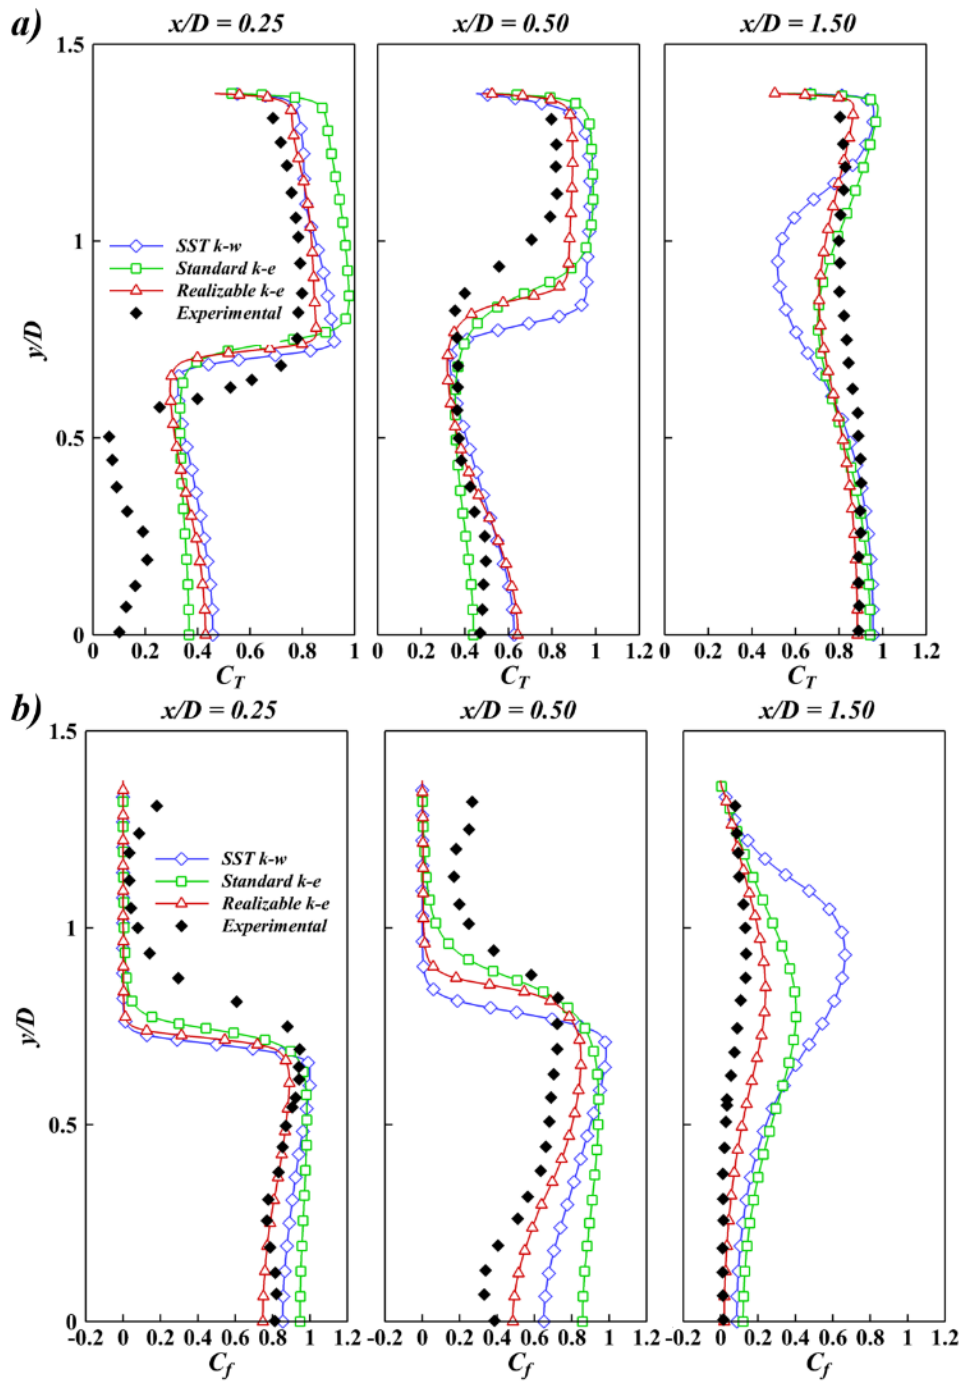 a)
x/D = 0.25 x/D = 0.50 x/D = 1.50
1.5
1
0.5
0
y/D
SST k-w
Standard k-e
Realizable k-e
Experimental
0 0.2 0.4 0.6 0.8 1 0.2 0.4 0.6 0.8 1 0 0.2 0.4 0.6 0.8 1 1.2
C_T C_T C_T
b)
x/D = 0.25 x/D = 0.50 x/D = 1.50
1.5
1
0.5
0
y/D
SST k-w
Standard k-e
Realizable k-e
Experimental
-0.2 0 0.2 0.4 0.6 0.8 1 1.2 -0.2 0 0.2 0.4 0.6 0.8 1 1.2 -0.2 0 0.2 0.4 0.6 0.8 1 1.2
C_f C_f C_f